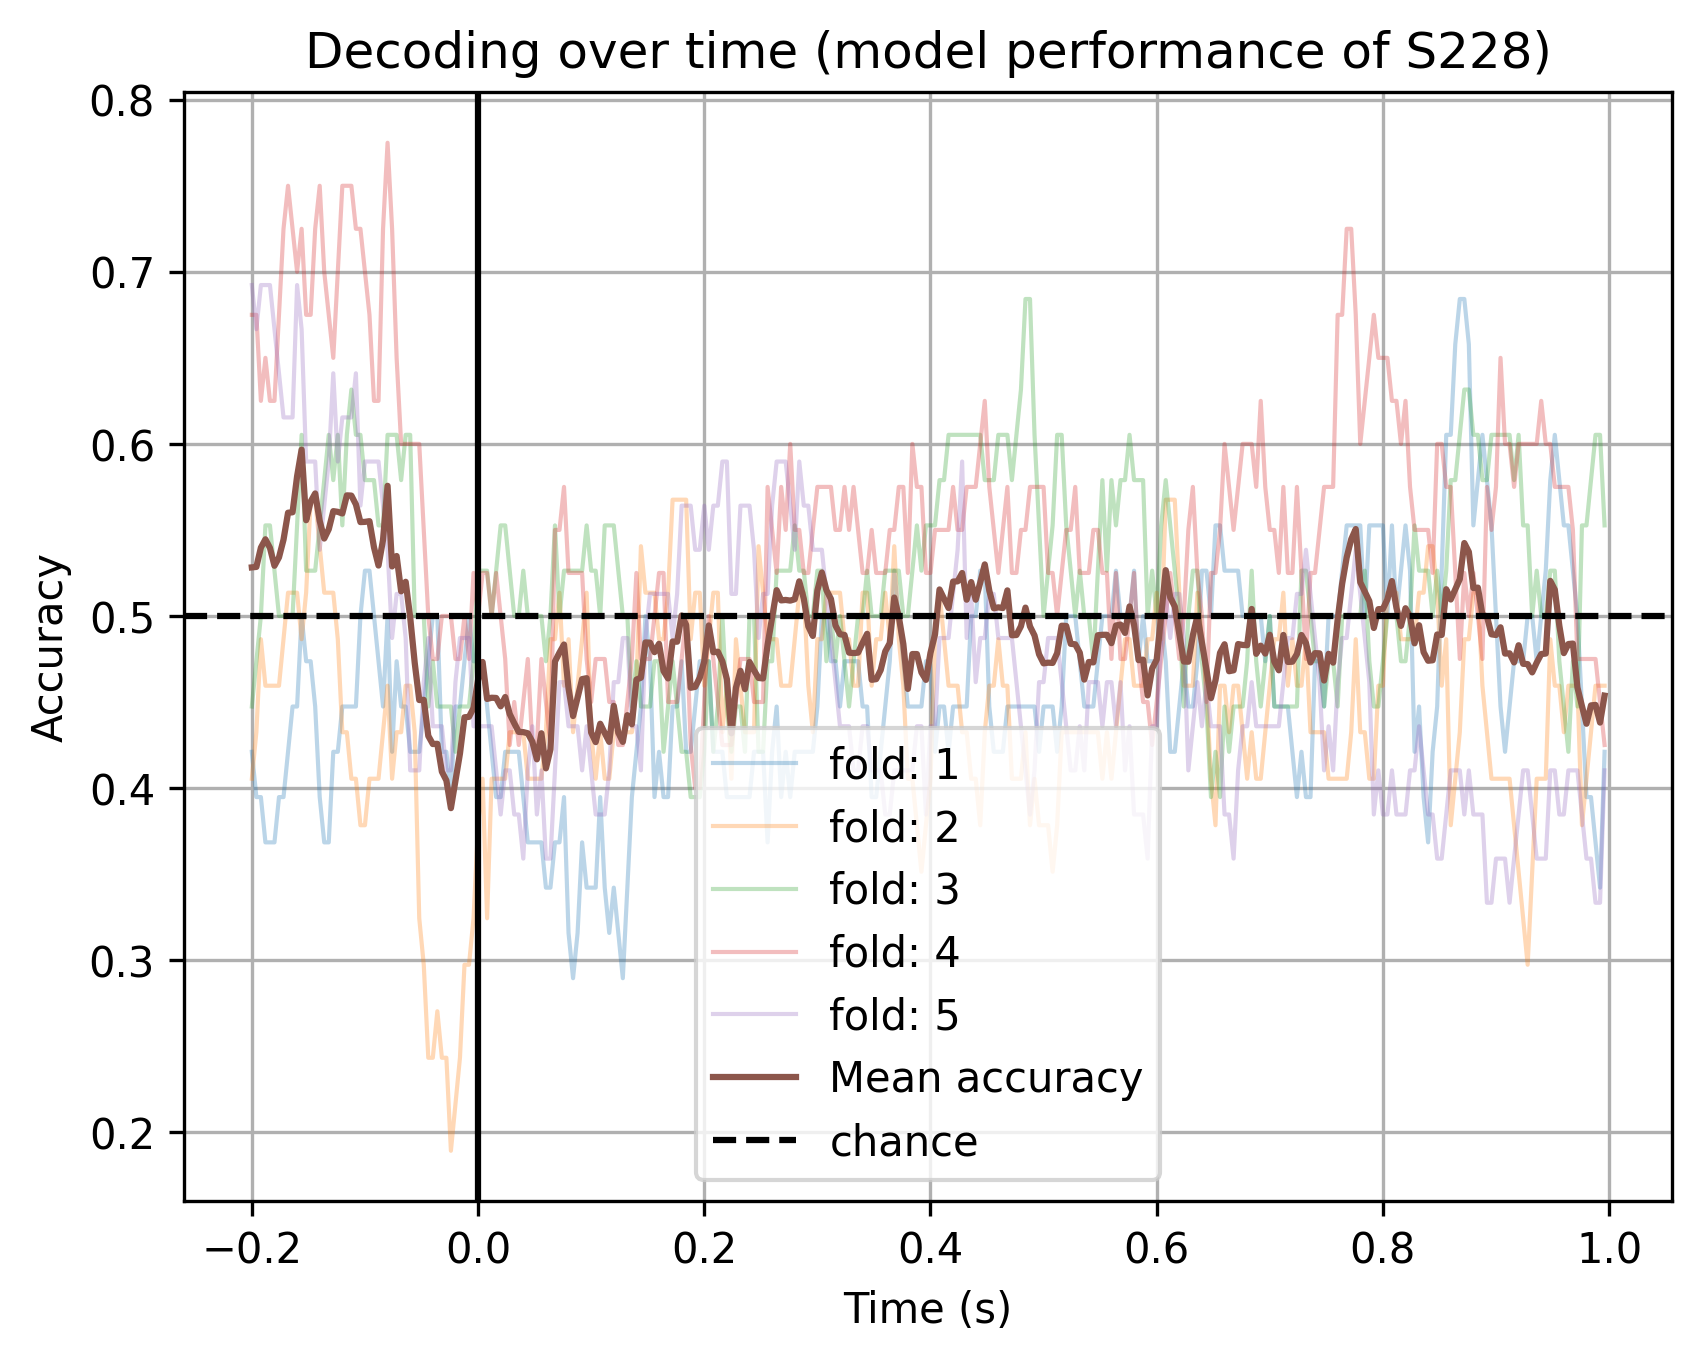 Decoding over time (model performance of S228)
0.8
0.7
0.6
0.5
0.4
0.3
0.2
Accuracy
fold: 1
fold: 2
fold: 3
fold: 4
fold: 5
Mean accuracy
chance
−0.2 0.0 0.2 0.4 0.6 0.8 1.0
Time (s)